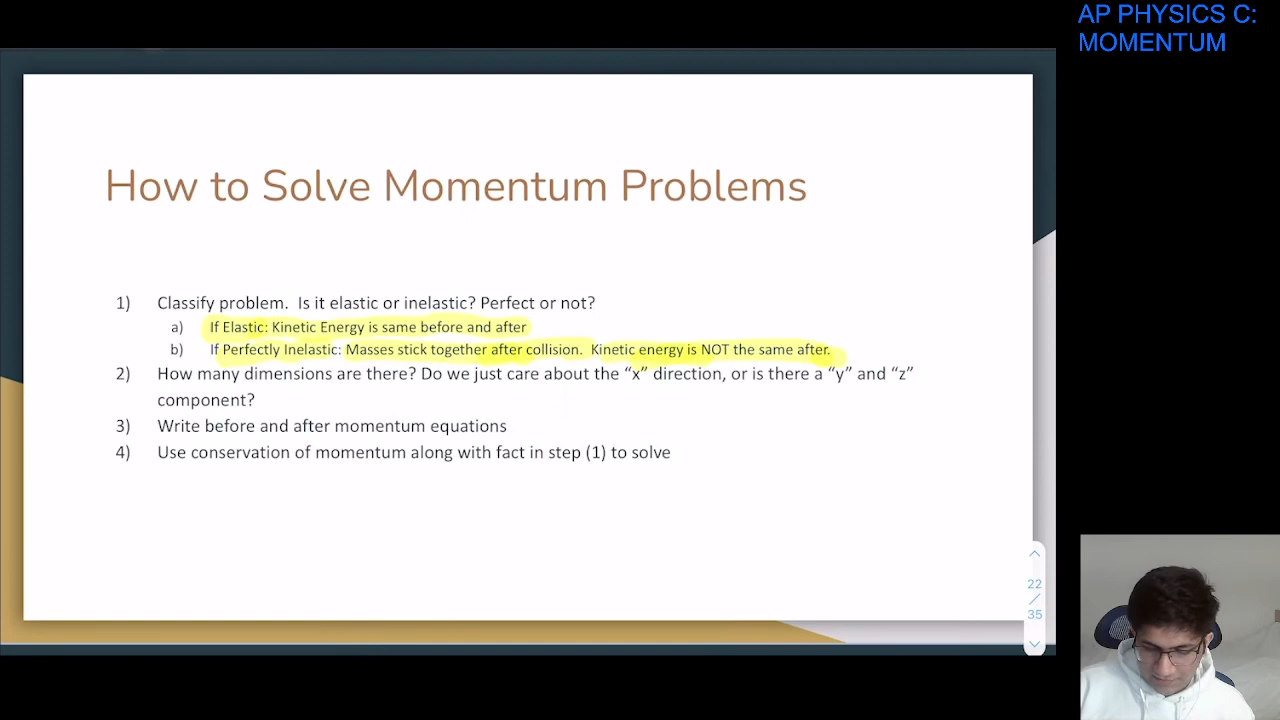 AP PHYSICS C:
MOMENTUM
How to Solve Momentum Problems
1) Classify problem. Is it elastic or inelastic? Perfect or not?
a) If Elastic: Kinetic Energy is same before and after
b) If Perfectly Inelastic: Masses stick together after collision. Kinetic energy is NOT the same after.
2) How many dimensions are there? Do we just care about the “x” direction, or is there a “y” and “z”
component?
3) Write before and after momentum equations
4) Use conservation of momentum along with fact in step (1) to solve
22
/
35